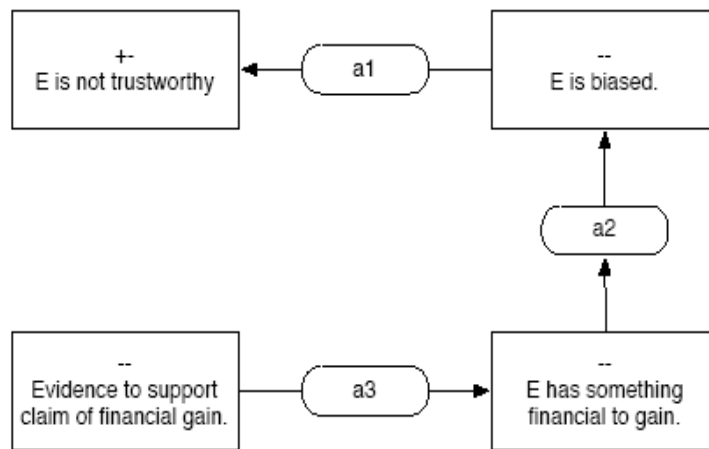 +-
E is not trustworthy
a1
--
E is biased.
a2
--
Evidence to support
claim of financial gain.
a3
--
E has something
financial to gain.